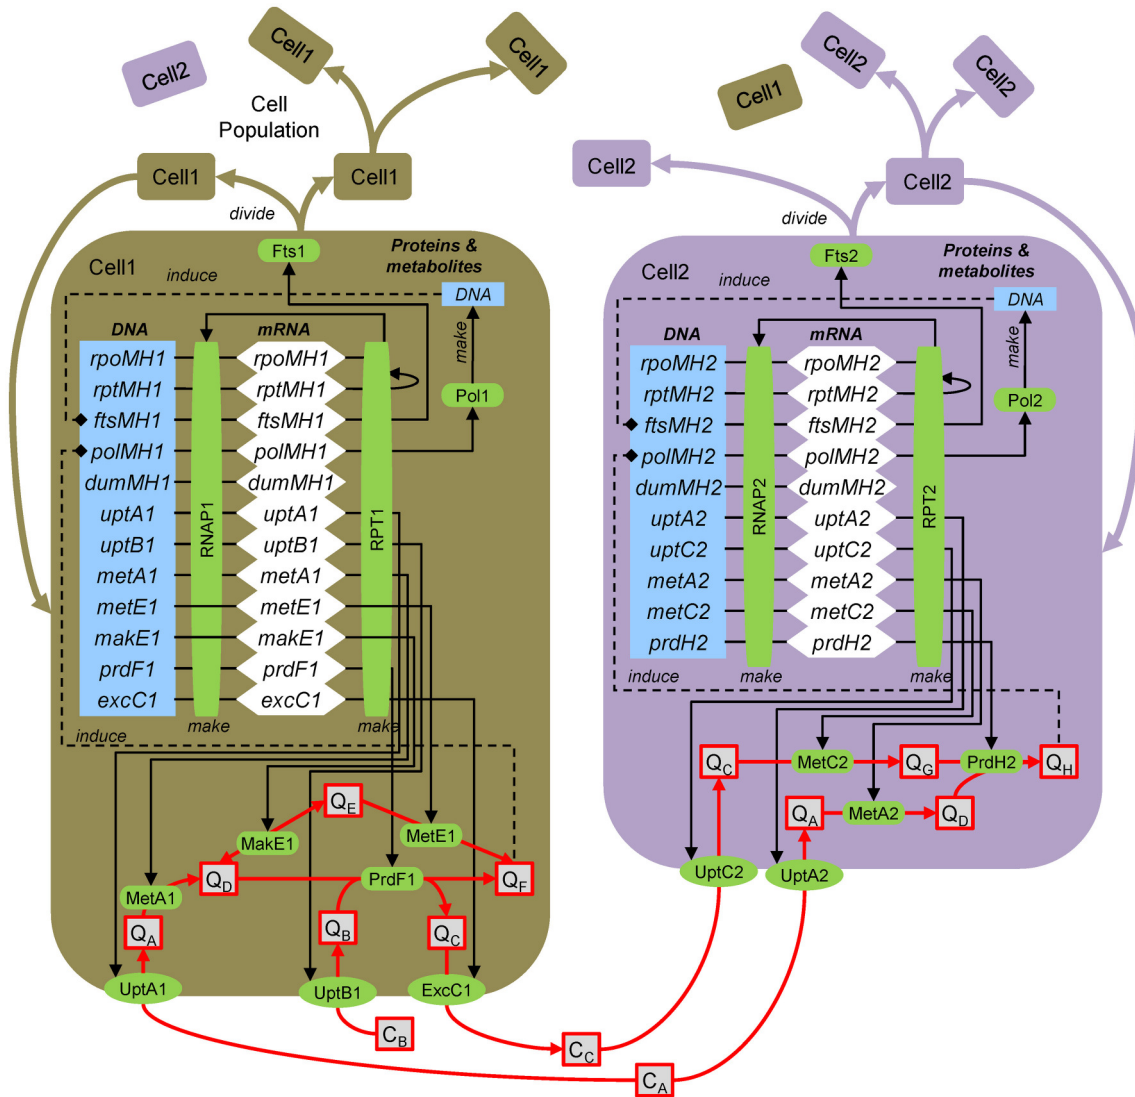 Cell2
Cell1
Cell1
Cell
Population
Cell1
Cell1
divide
Cell1
Fts1
Proteins &
metabolites
induce
DNA
DNA
mRNA
make
rpoMH1
rpoMH1
rptMH1
rptMH1
Pol1
ftsMH1
ftsMH1
polMH1
polMH1
dumMH1
dumMH1
uptA1
RNAP1
uptA1
RPT1
uptB1
uptB1
metA1
metA1
metE1
metE1
makE1
makE1
prdF1
prdF1
excC1
excC1
make
make
induce
QE
MakE1
MetE1
QD
PrdF1
QF
MetA1
QA
QB
QC
UptA1
UptB1
ExcC1
CB
CC
CA
Cell1
Cell2
Cell2
Cell2
Cell2
divide
Cell2
Fts2
Proteins &
metabolites
induce
DNA
DNA
mRNA
make
rpoMH2
rpoMH2
rptMH2
rptMH2
Pol2
ftsMH2
ftsMH2
polMH2
polMH2
dumMH2
dumMH2
uptA2
RNAP2
uptA2
RPT2
uptC2
uptC2
metA2
metA2
metC2
metC2
prdH2
prdH2
induce
make
make
QC
MetC2
QG
PrdH2
QH
QA
MetA2
QD
UptC2
UptA2